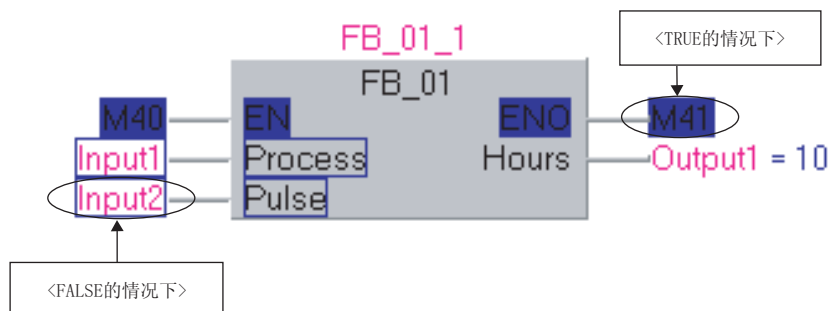 FB_01_1
<TRUE的情况下>
FB_01
M40 EN ENO M41
Input1 Process Hours Output1 = 10
Input2 Pulse
<FALSE的情况下>